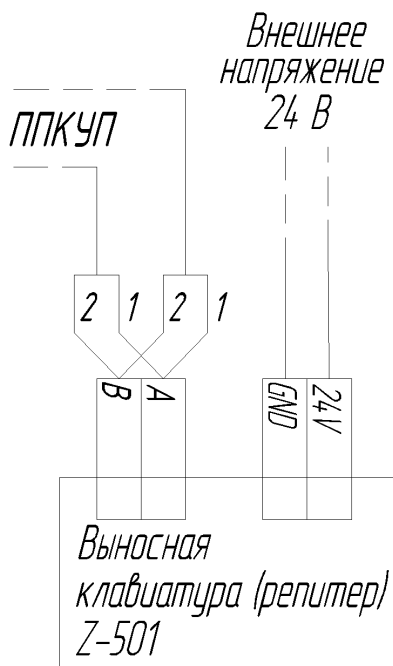 Внешнее
напряжение
24 В
ППКУП
2 1 2 1
B A GND 24V
Выносная
клавиатура (репитер)
Z-501